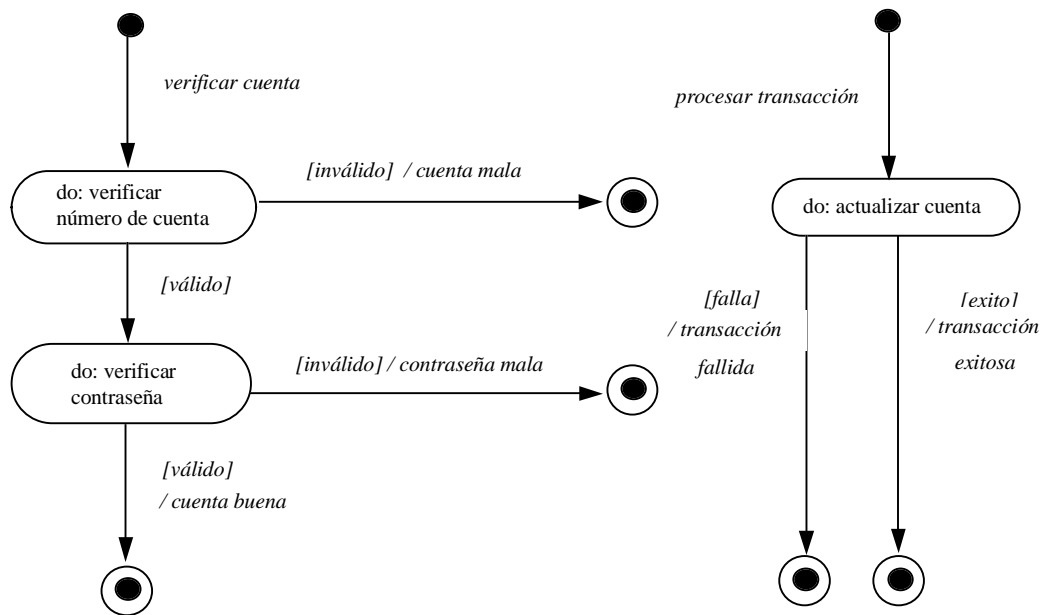 verificar cuenta
[inválido] / cuenta mala
do: verificar
número de cuenta
[válido]
[inválido] / contraseña mala
do: verificar
contraseña
[válido]
/ cuenta buena
procesar transacción
do: actualizar cuenta
[falla]
/ transacción
fallida
[exito]
/ transacción
exitosa